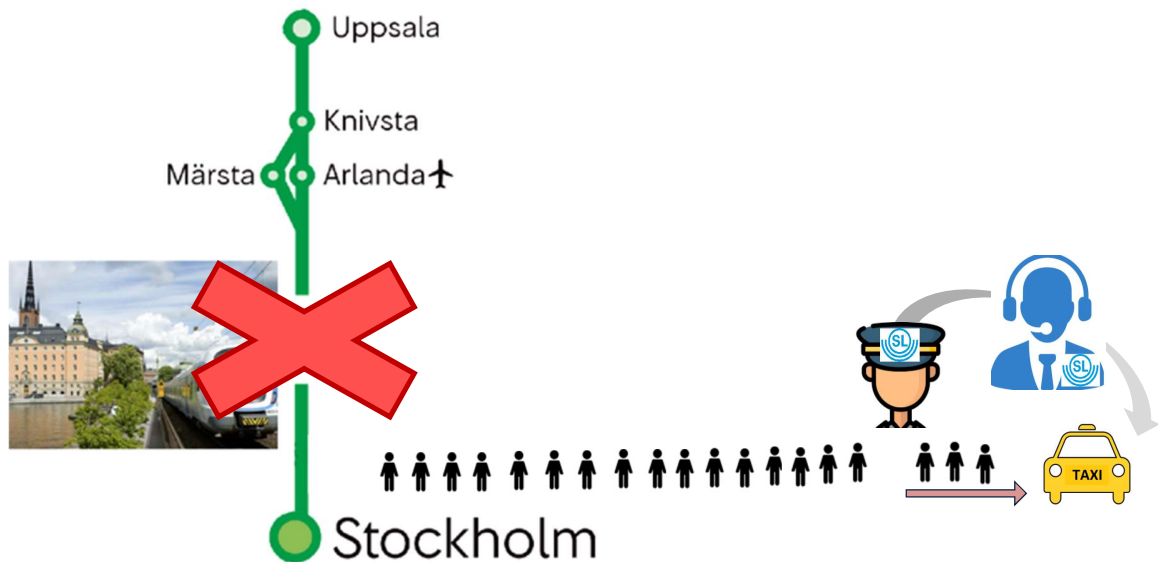 Uppsala
Knivsta
Märsta
Arlanda
SL
SL
TAXI
Stockholm